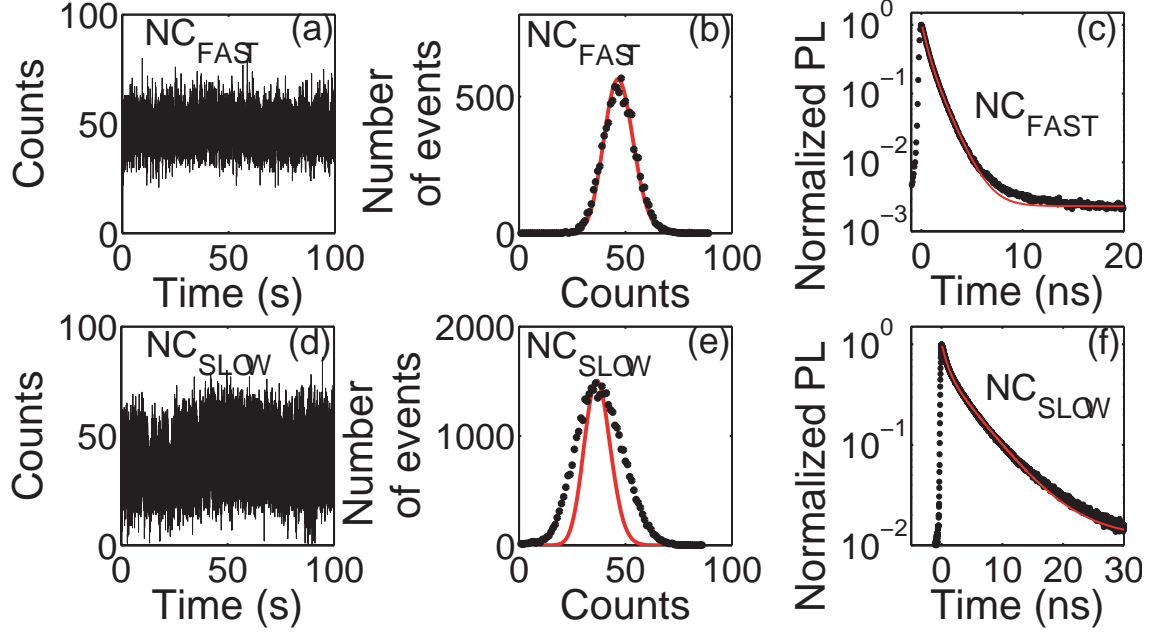 (a)
NC_FAST
Counts
100
50
0
0 50 100
Time (s)
(b)
NC_FAST
Number
of events
500
0
0 50 100
Counts
(c)
NC_FAST
Normalized PL
10^0
10^−1
10^−2
10^−3
0 10 20
Time (ns)
(d)
NC_SLOW
Counts
100
50
0
0 50 100
Time (s)
(e)
NC_SLOW
Number
of events
2000
1000
0
0 50 100
Counts
(f)
NC_SLOW
Normalized PL
10^0
10^−1
10^−2
0 10 20 30
Time (ns)